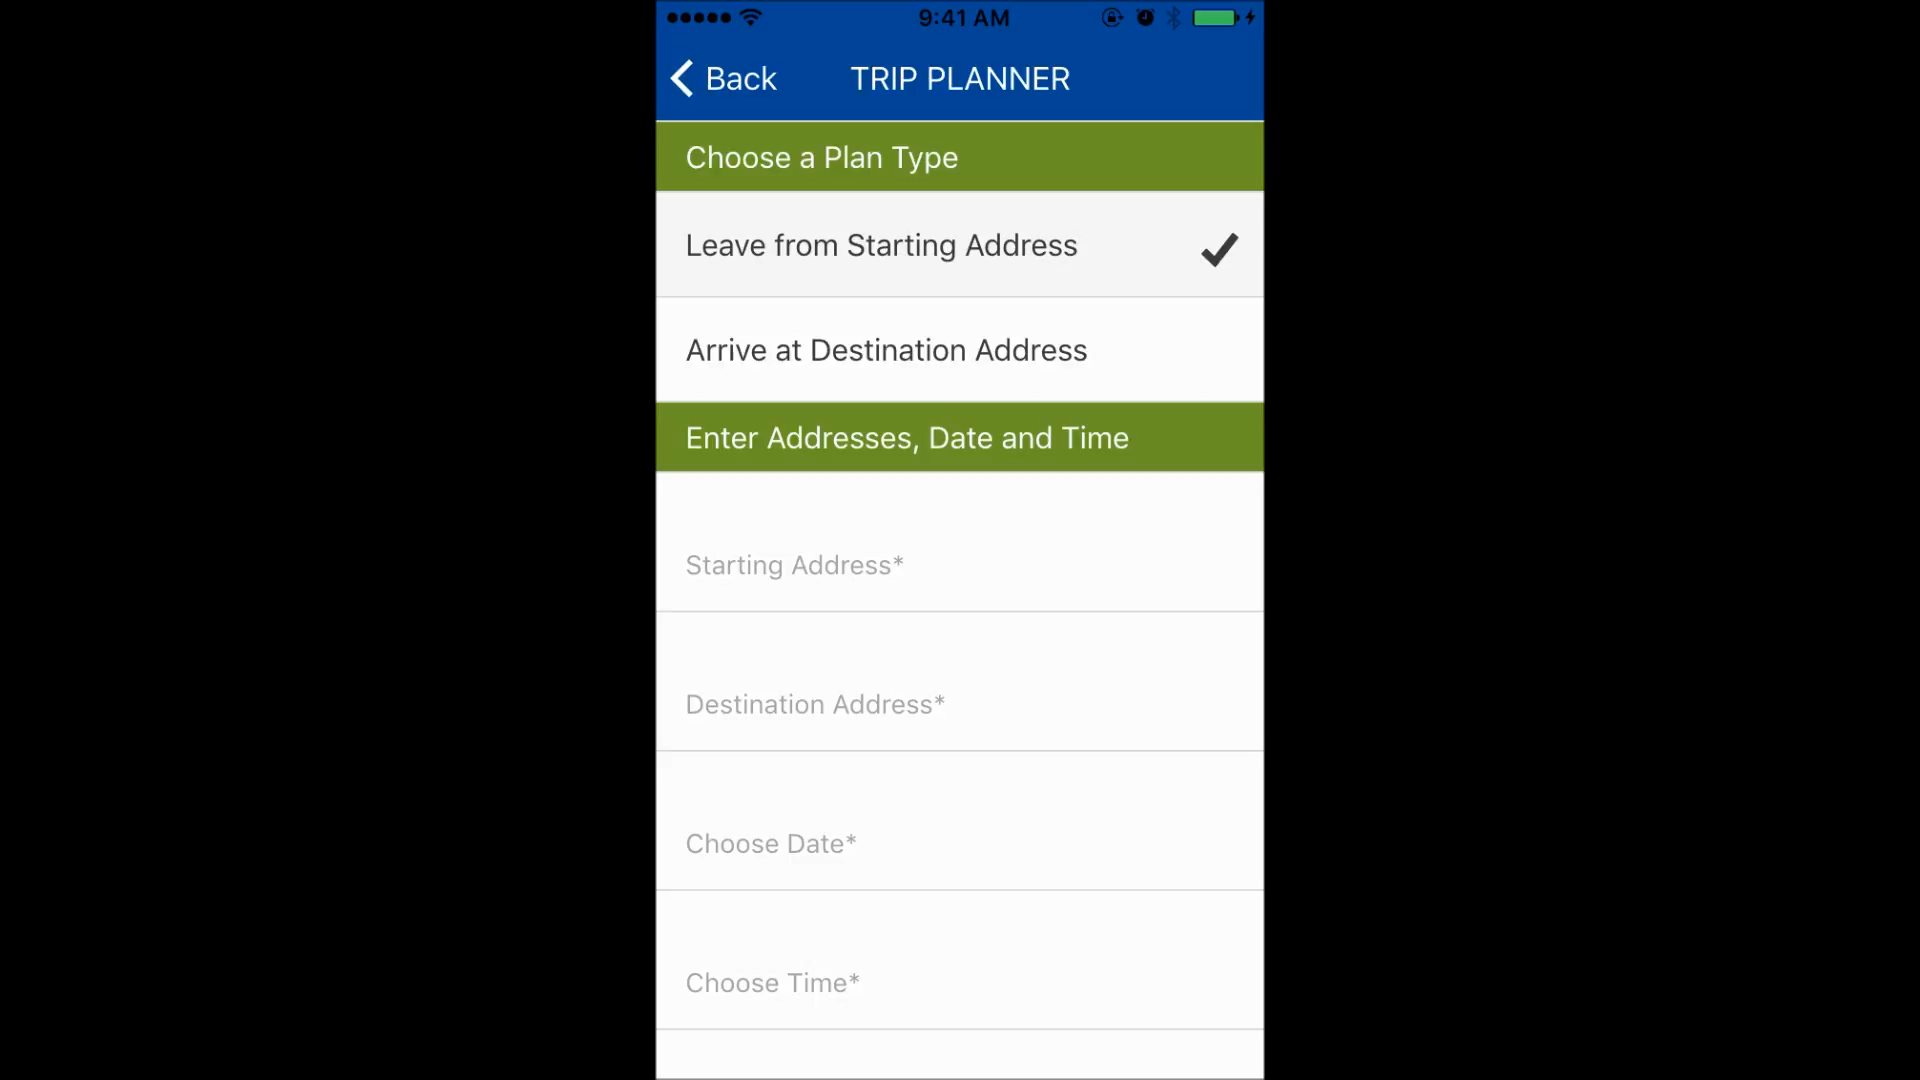 9:41 AM
Back
TRIP PLANNER
Choose a Plan Type
Leave from Starting Address
Arrive at Destination Address
Enter Addresses, Date and Time
Starting Address*
Destination Address*
Choose Date*
Choose Time*